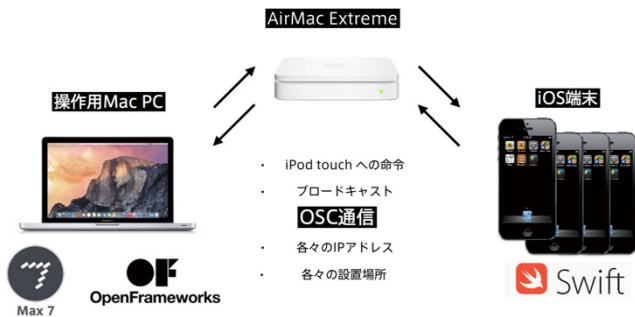 AirMac Extreme
操作用Mac PC
iOS端末
・ iPod touch への命令
・ ブロードキャスト
OSC通信
・ 各々のIPアドレス
・ 各々の設置場所
Max 7
OpenFrameworks
Swift